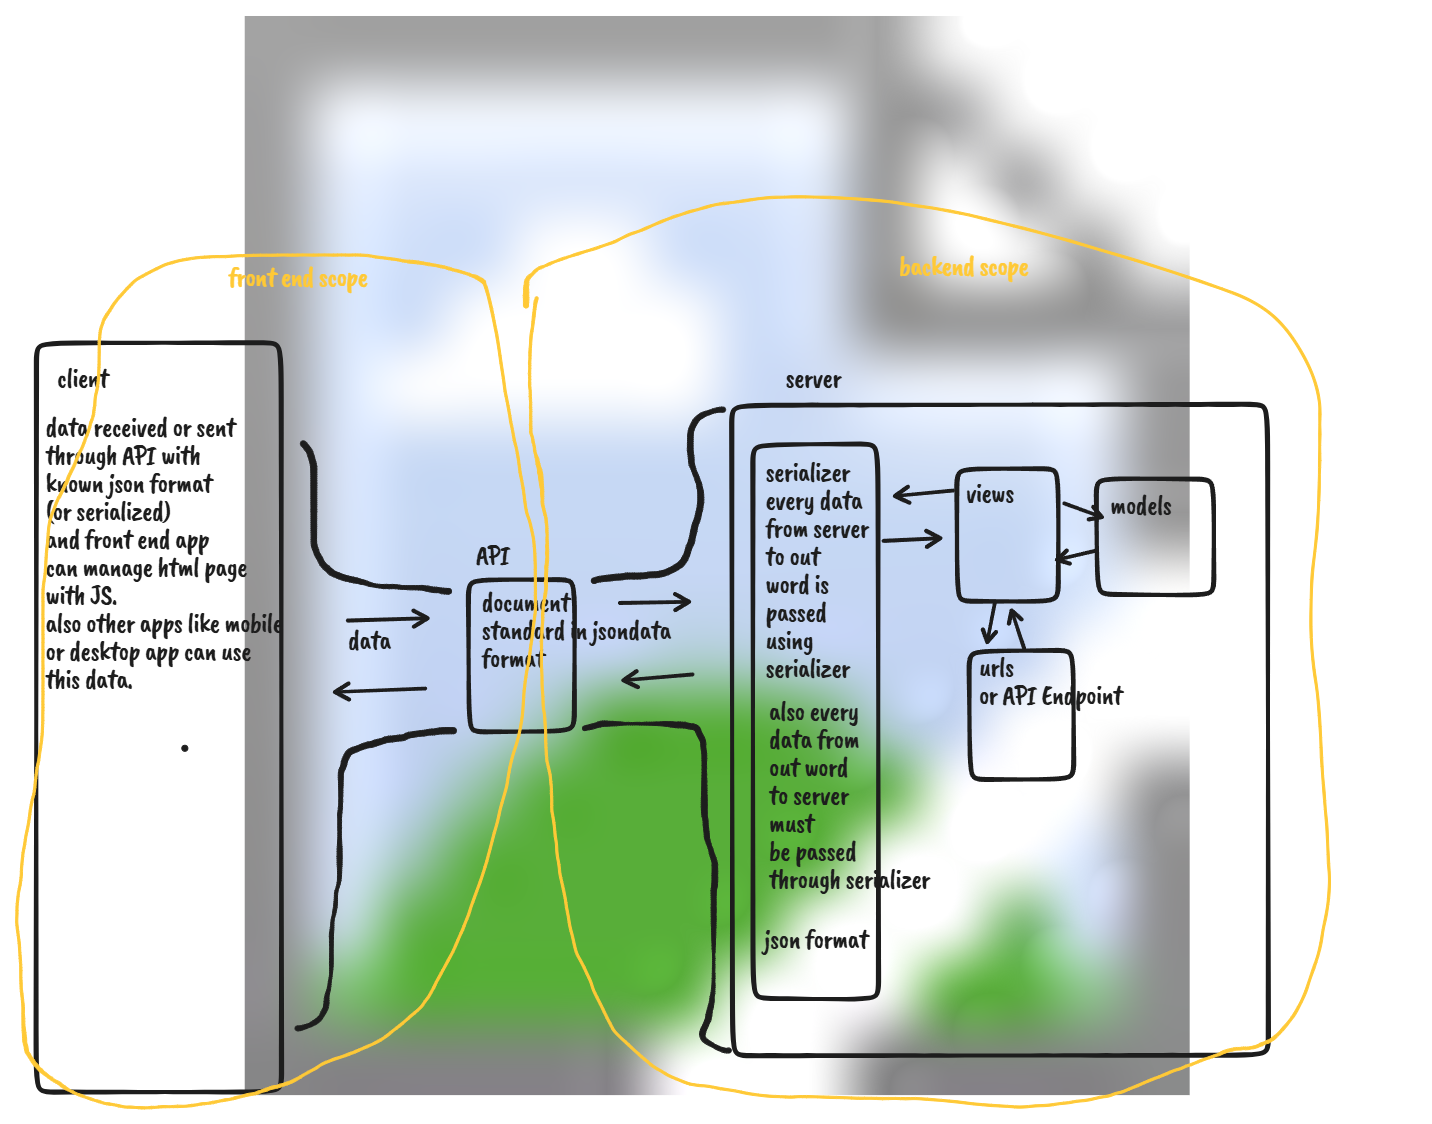 front end scope
backend scope
client
data received or sent
through API with
known json format
(or serialized)
and front end app
can manage html page
with JS.
also other apps like mobile
or desktop app can use
this data.
data
API
document
standard in json
format
data
server
serializer
every data
from server
to out
word is
passed
using
serializer
also every
data from
out word
to server
must
be passed
through serializer
json format
views
models
urls
or API Endpoint